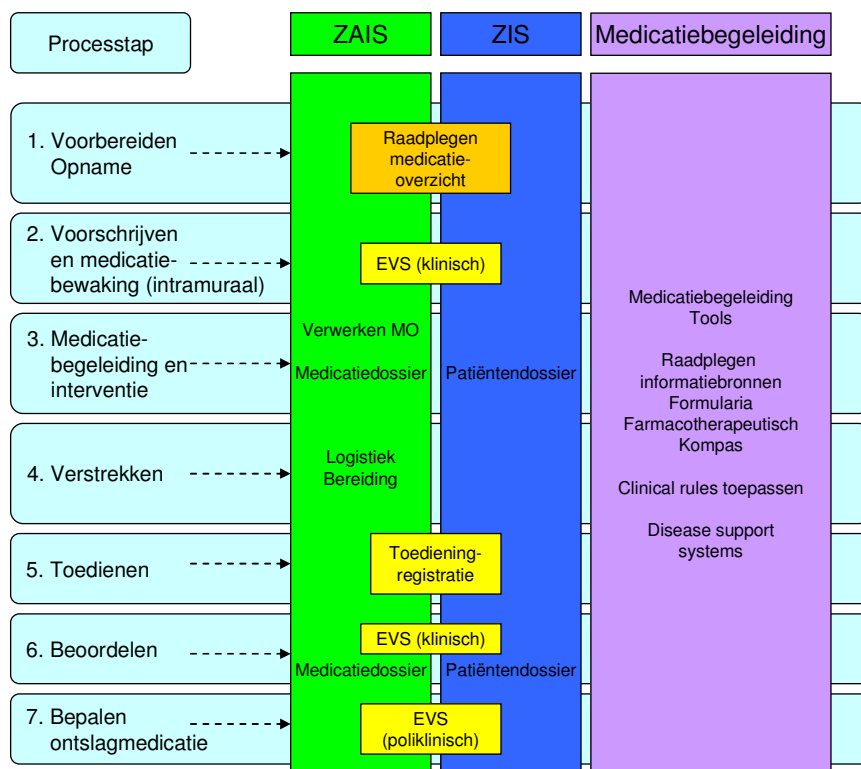 Processtap
ZAIS
ZIS
Medicatiebegeleiding
1. Voorbereiden
Opname
Raadplegen
medicatie-
overzicht
2. Voorschrijven
en medicatie-
bewaking (intramuraal)
EVS (klinisch)
3. Medicatie-
begeleiding en
interventie
Verwerken MO
Medicatiedossier
Patiëntendossier
4. Verstrekken
Logistiek
Bereiding
5. Toedienen
Toediening-
registratie
6. Beoordelen
EVS (klinisch)
Medicatiedossier
Patiëntendossier
7. Bepalen
ontslagmedicatie
EVS
(poliklinisch)
Medicatiebegeleiding
Tools
Raadplegen
informatiebronnen
Formularia
Farmacotherapeutisch
Kompas
Clinical rules toepassen
Disease support
systems